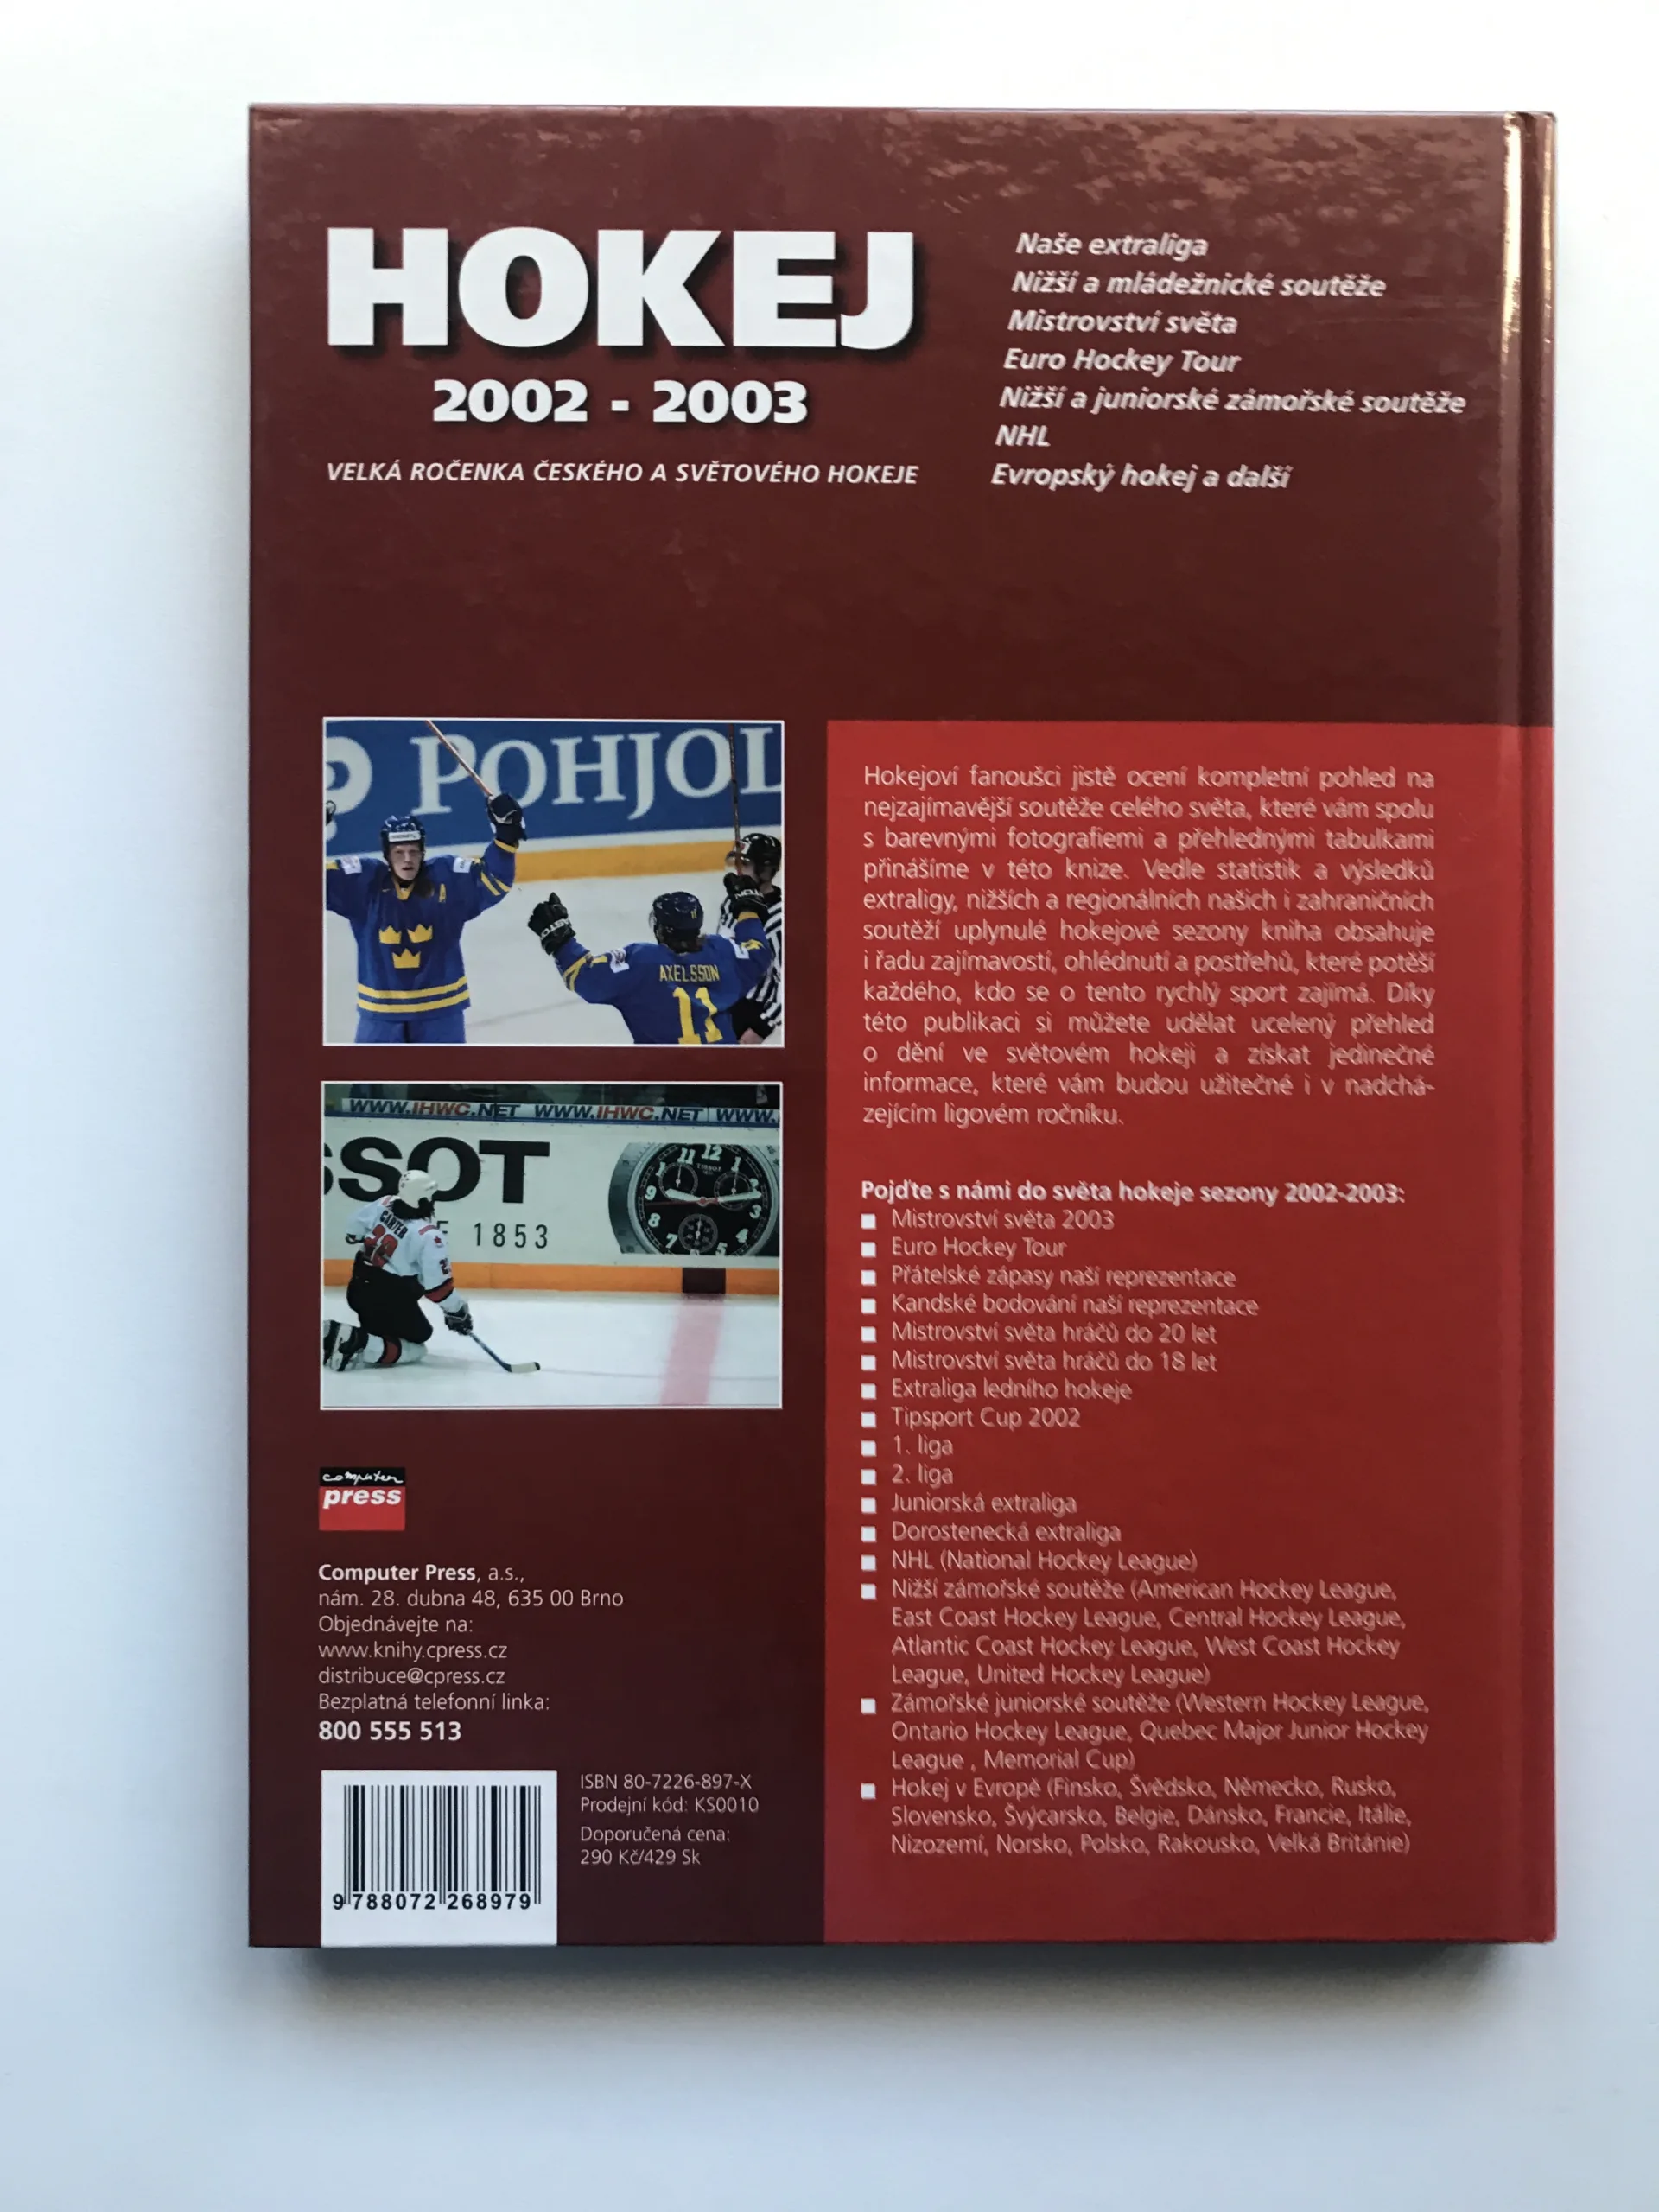 HOKEJ
2002 - 2003
VELKÁ ROČENKA ČESKÉHO A SVĚTOVÉHO HOKEJE
Naše extraliga
Nižší a mládežnické soutěže
Mistrovství světa
Euro Hockey Tour
Nižší a juniorské zámořské soutěže
NHL
Evropský hokej a další
POHJOL
AXELSSON
11
WWW.IHWC.NET WWW.IHWC.NET WWW.
SSOT
1853
CARTER
12
11
1
2
3
4
5
7
8
9
TISSOT
Hokejoví fanoušci jistě ocení kompletní pohled na
nejzajímavější soutěže celého světa, které vám spolu
s barevnými fotografiemi a přehlednými tabulkami
přinášíme v této knize. Vedle statistik a výsledků
extraligy, nižších a regionálních našich i zahraničních
soutěží uplynulé hokejové sezony kniha obsahuje
i řadu zajímavostí, ohlédnutí a postřehů, které potěší
každého, kdo se o tento rychlý sport zajímá. Díky
této publikaci si můžete udělat ucelený přehled
o dění ve světovém hokeji a získat jedinečné
informace, které vám budou užitečné i v nadchá-
zejícím ligovém ročníku.
Pojďte s námi do světa hokeje sezony 2002-2003:
Mistrovství světa 2003
Euro Hockey Tour
Přátelské zápasy naší reprezentace
Kandské bodování naší reprezentace
Mistrovství světa hráčů do 20 let
Mistrovství světa hráčů do 18 let
Extraliga ledního hokeje
Tipsport Cup 2002
1. liga
2. liga
Juniorská extraliga
Dorostenecká extraliga
NHL (National Hockey League)
Nižší zámořské soutěže (American Hockey League,
East Coast Hockey League, Central Hockey League,
Atlantic Coast Hockey League, West Coast Hockey
League, United Hockey League)
Zámořské juniorské soutěže (Western Hockey League,
Ontario Hockey League, Quebec Major Junior Hockey
League , Memorial Cup)
Hokej v Evropě (Finsko, Švédsko, Německo, Rusko,
Slovensko, Švýcarsko, Belgie, Dánsko, Francie, Itálie,
Nizozemí, Norsko, Polsko, Rakousko, Velká Británie)
computer
press
Computer Press, a.s.,
nám. 28. dubna 48, 635 00 Brno
Objednávejte na:
www.knihy.cpress.cz
distribuce@cpress.cz
Bezplatná telefonní linka:
800 555 513
ISBN 80-7226-897-X
Prodejní kód: KS0010
Doporučená cena:
290 Kč/429 Sk
9 788072 268979